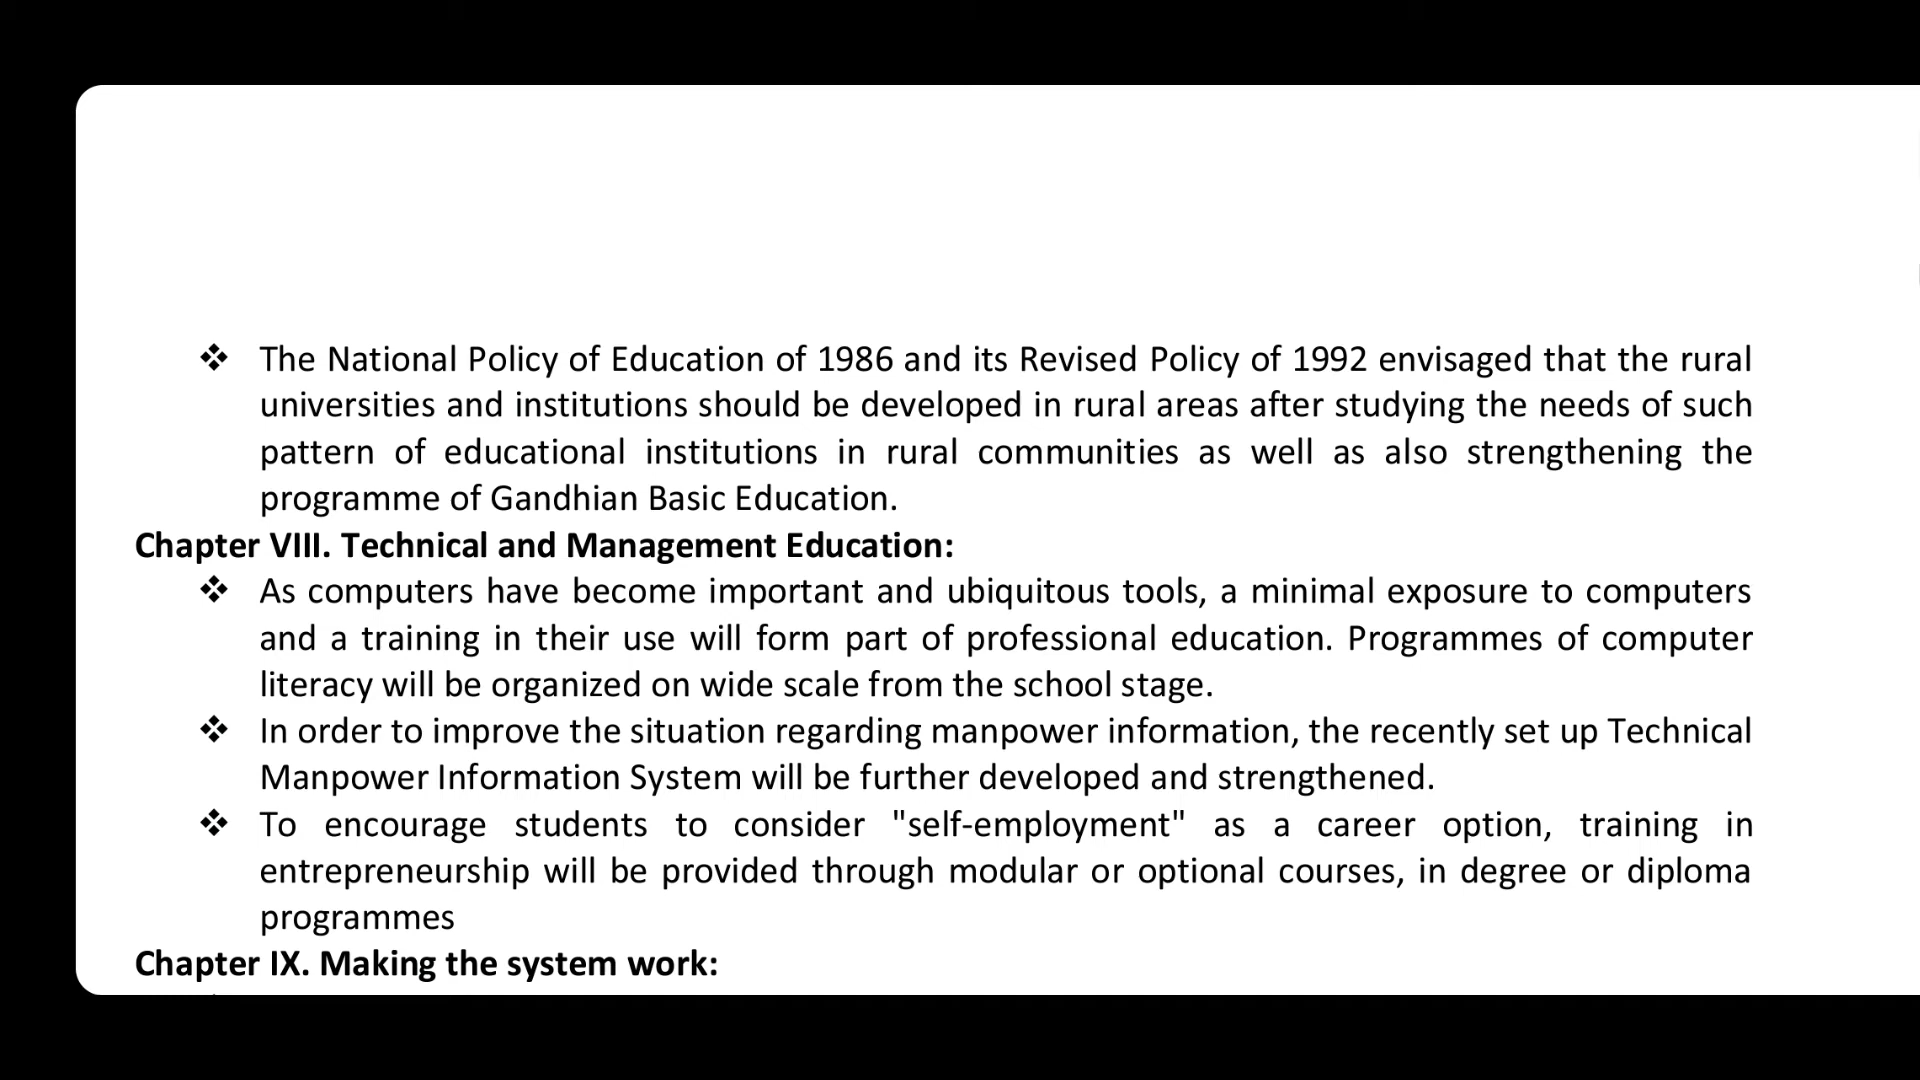 ❖ The National Policy of Education of 1986 and its Revised Policy of 1992 envisaged that the rural
universities and institutions should be developed in rural areas after studying the needs of such
pattern of educational institutions in rural communities as well as also strengthening the
programme of Gandhian Basic Education.
Chapter VIII. Technical and Management Education:
❖ As computers have become important and ubiquitous tools, a minimal exposure to computers
and a training in their use will form part of professional education. Programmes of computer
literacy will be organized on wide scale from the school stage.
❖ In order to improve the situation regarding manpower information, the recently set up Technical
Manpower Information System will be further developed and strengthened.
❖ To encourage students to consider "self-employment" as a career option, training in
entrepreneurship will be provided through modular or optional courses, in degree or diploma
programmes
Chapter IX. Making the system work: